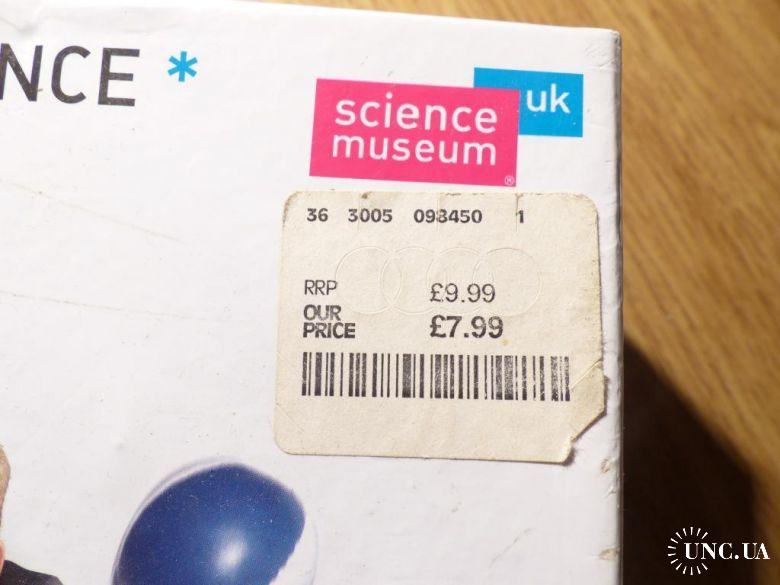 NCE *
science
museum®
uk
36 3005 098450 1
RRP £9.99
OUR
PRICE £7.99
UNC.UA